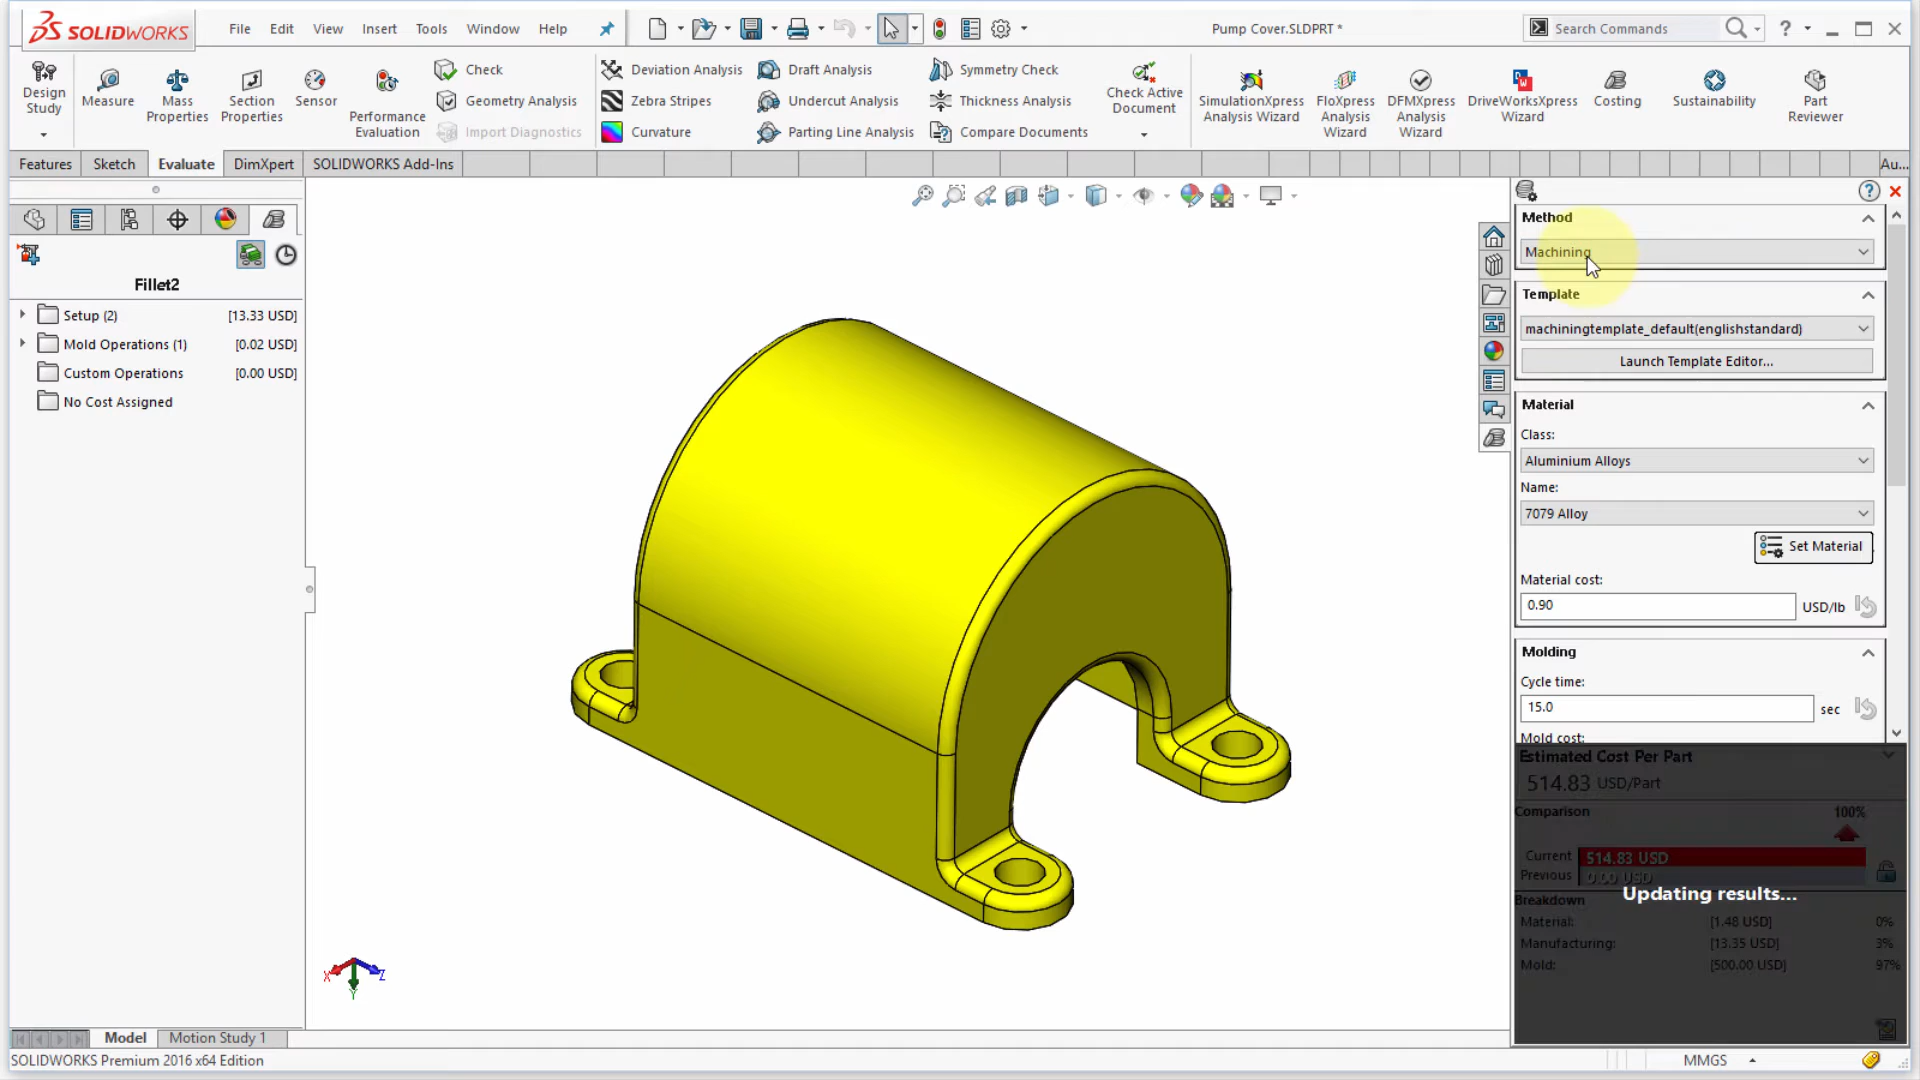 SOLIDWORKS File Edit View Insert Tools Window Help Pump Cover.SLDPRT * Search Commands ?
Design Study
Measure
Mass Properties
Section Properties
Sensor
Performance Evaluation
Check
Geometry Analysis
Import Diagnostics
Deviation Analysis
Zebra Stripes
Curvature
Draft Analysis
Undercut Analysis
Parting Line Analysis
Symmetry Check
Thickness Analysis
Compare Documents
Check Active Document
SimulationXpress Analysis Wizard
FloXpress Analysis Wizard
DFMXpress Analysis Wizard
DriveWorksXpress Wizard
Costing
Sustainability
Part Reviewer
Features Sketch Evaluate DimXpert SOLIDWORKS Add-Ins Au...
Fillet2
Setup (2) [13.33 USD]
Mold Operations (1) [0.02 USD]
Custom Operations [0.00 USD]
No Cost Assigned
X Z
Y
Method
Machining
Template
machiningtemplate_default(englishstandard)
Launch Template Editor...
Material
Class:
Aluminium Alloys
Name:
7079 Alloy
Set Material
Material cost:
0.90 USD/lb
Molding
Cycle time:
15.0 sec
Mold cost:
Estimated Cost Per Part
514.83 USD/Part
Comparison 100%
Current 514.83 USD
Previous 0.00 USD
Updating results...
Breakdown
Material: [1.48 USD] 0%
Manufacturing: [13.35 USD] 3%
Mold: [500.00 USD] 97%
Model Motion Study 1
SOLIDWORKS Premium 2016 x64 Edition MMGS